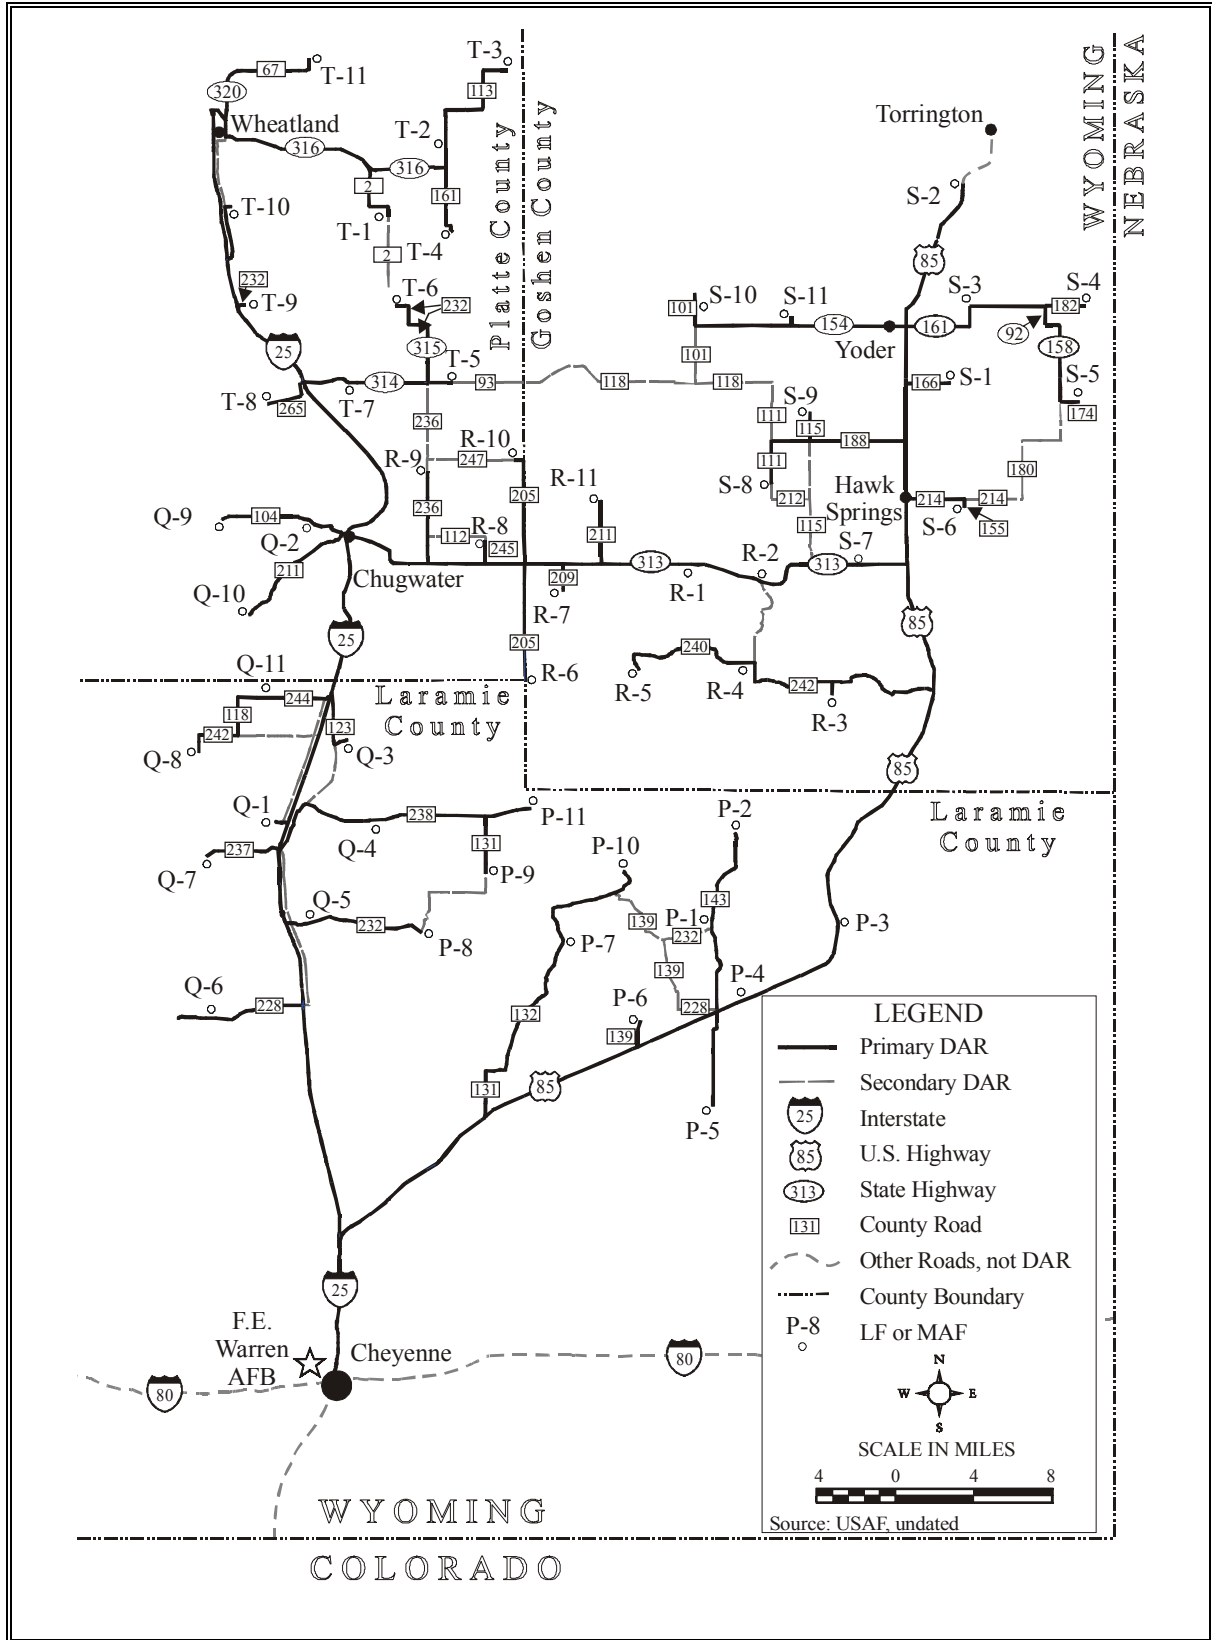 T-3
T-11
67
113
320
WYOMING
NEBRASKA
Torrington
Wheatland
T-2
316
316
Platte County
Goshen County
2
161
S-2
T-10
T-1
T-4
2
85
232
T-9
T-6
232
S-10
S-11
S-3
S-4
101
182
154
161
92
Yoder
25
315
158
101
T-5
314
93
118
118
166
S-1
S-5
T-8
T-7
265
174
236
111
S-9
115
R-10
188
R-9
247
111
180
R-11
S-8
Hawk
Springs
205
212
214
214
Q-9
104
236
115
S-6
155
Q-2
112
R-8
211
245
R-2
S-7
211
Chugwater
313
313
209
R-1
Q-10
R-7
85
25
205
240
Q-11
R-6
R-5
R-4
242
244
Laramie
County
118
123
R-3
242
Q-8
Q-3
85
Q-1
P-11
P-2
Laramie
County
238
Q-4
131
237
P-10
Q-7
P-9
Q-5
143
139
P-1
232
P-3
232
P-8
P-7
139
Q-6
P-4
228
P-6
228
132
139
LEGEND
Primary DAR
131
85
Secondary DAR
P-5
25
Interstate
85
U.S. Highway
313
State Highway
131
County Road
Other Roads, not DAR
25
County Boundary
F.E.
Warren
AFB
P-8
LF or MAF
Cheyenne
80
80
N
W
E
S
SCALE IN MILES
4 0 4 8
WYOMING
Source: USAF, undated
COLORADO